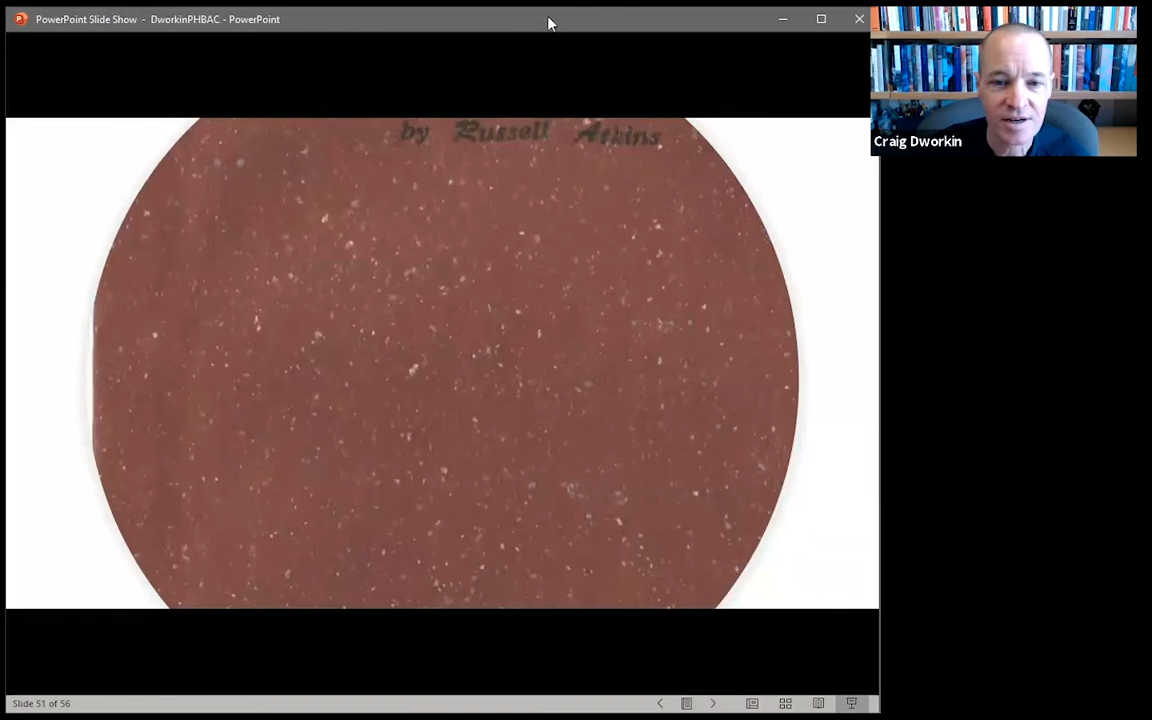 PowerPoint Slide Show - DworkinPHBAC - PowerPoint
by Russell Atkins
Craig Dworkin
Slide 51 of 56